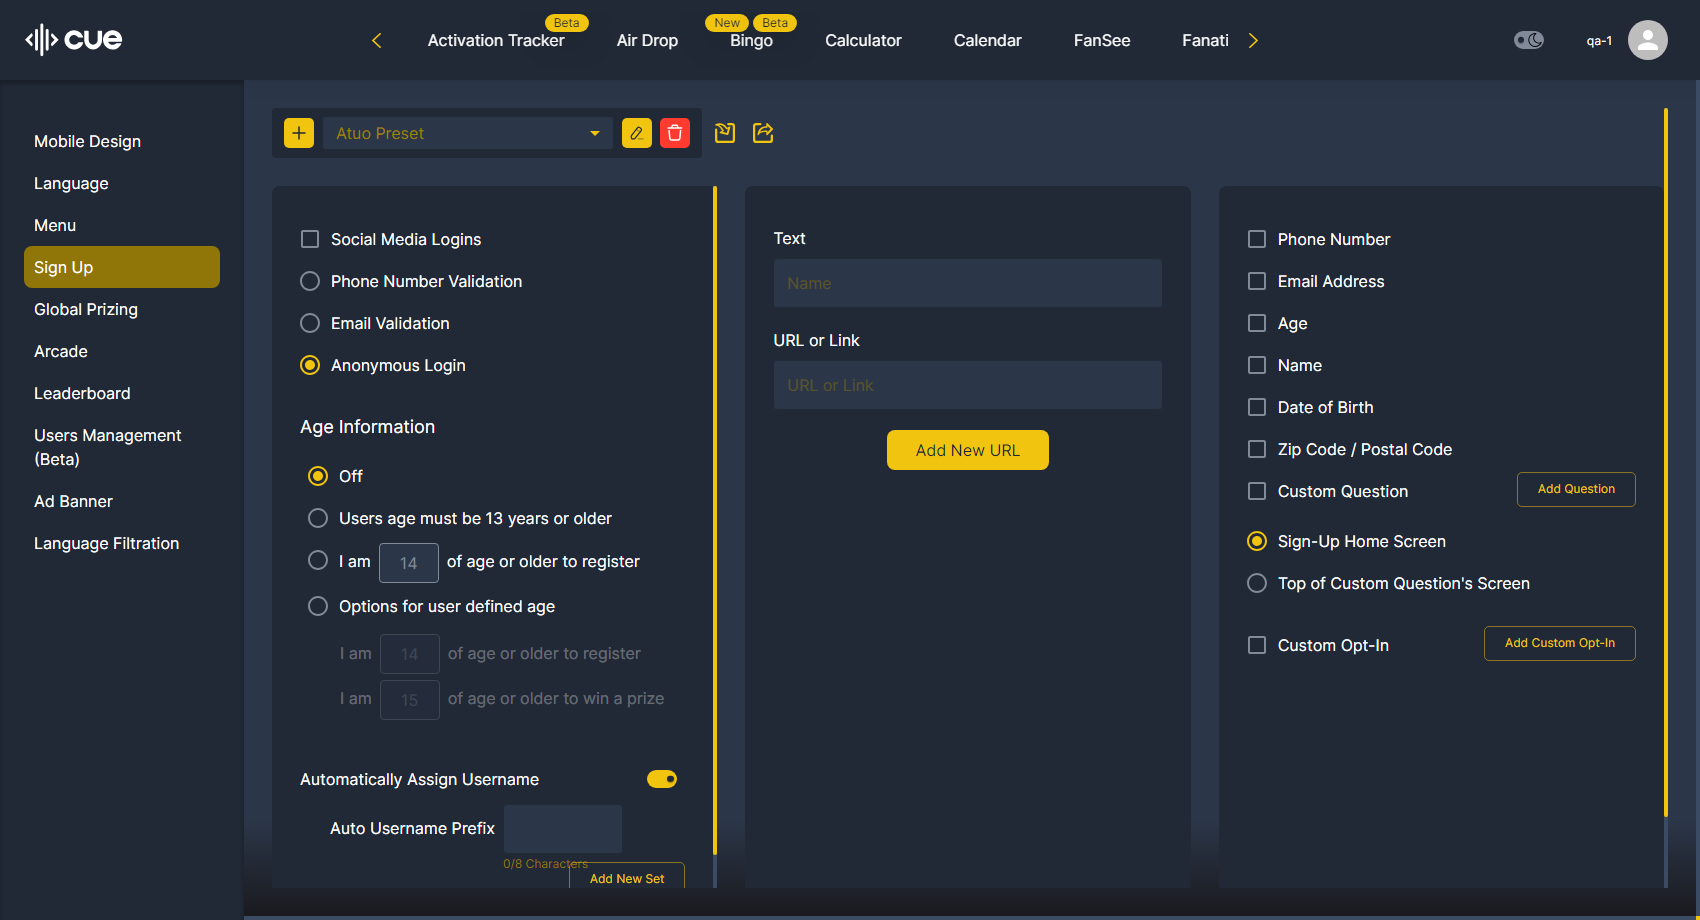 cue
Beta
New
Beta
Activation Tracker
Air Drop
Bingo
Calculator
Calendar
FanSee
Fanati
qa-1
Mobile Design
Language
Menu
Sign Up
Global Prizing
Arcade
Leaderboard
Users Management
(Beta)
Ad Banner
Language Filtration
Atuo Preset
Social Media Logins
Phone Number Validation
Email Validation
Anonymous Login
Age Information
Off
Users age must be 13 years or older
I am 14 of age or older to register
Options for user defined age
I am 14 of age or older to register
I am 15 of age or older to win a prize
Automatically Assign Username
Auto Username Prefix
0/8 Characters
Add New Set
Text
Name
URL or Link
URL or Link
Add New URL
Phone Number
Email Address
Age
Name
Date of Birth
Zip Code / Postal Code
Custom Question
Add Question
Sign-Up Home Screen
Top of Custom Question's Screen
Custom Opt-In
Add Custom Opt-In